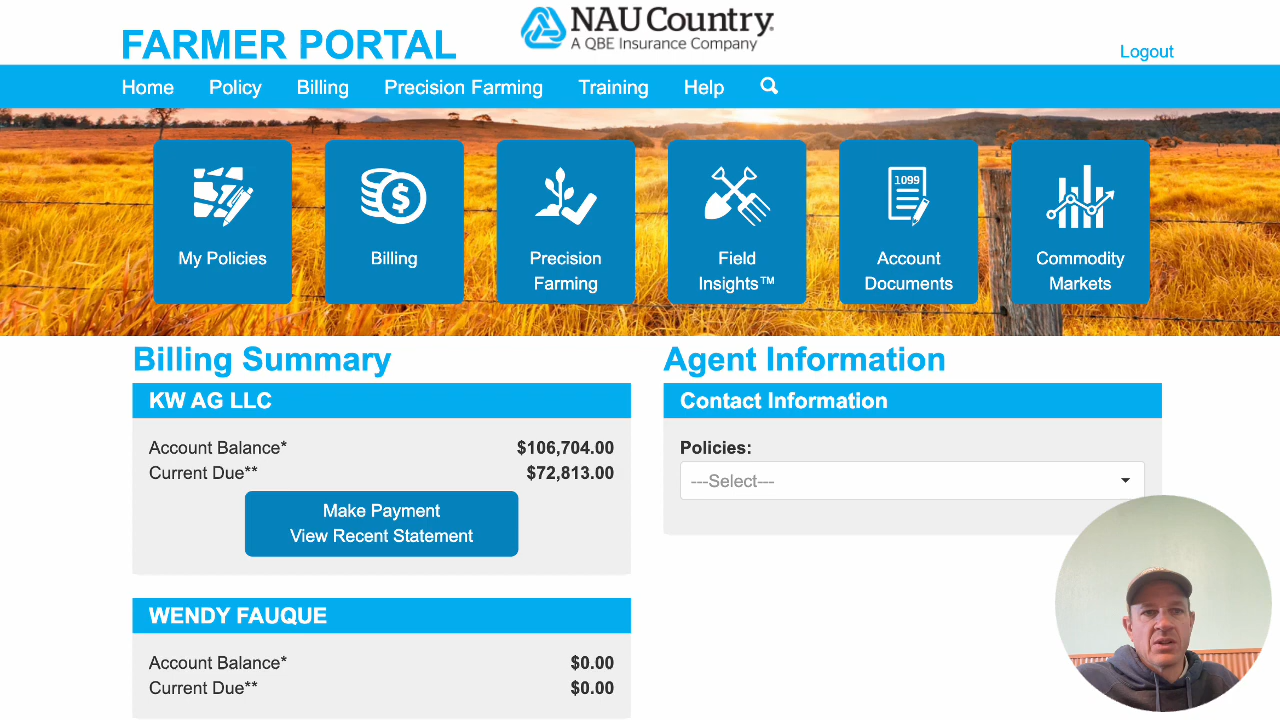 FARMER PORTAL
NAU Country®
A QBE Insurance Company
Logout
Home Policy Billing Precision Farming Training Help
My Policies
Billing
Precision
Farming
Field
Insights™
1099
Account
Documents
Commodity
Markets
Billing Summary
KW AG LLC
Account Balance* $106,704.00
Current Due** $72,813.00
Make Payment
View Recent Statement
WENDY FAUQUE
Account Balance* $0.00
Current Due** $0.00
Agent Information
Contact Information
Policies:
---Select---